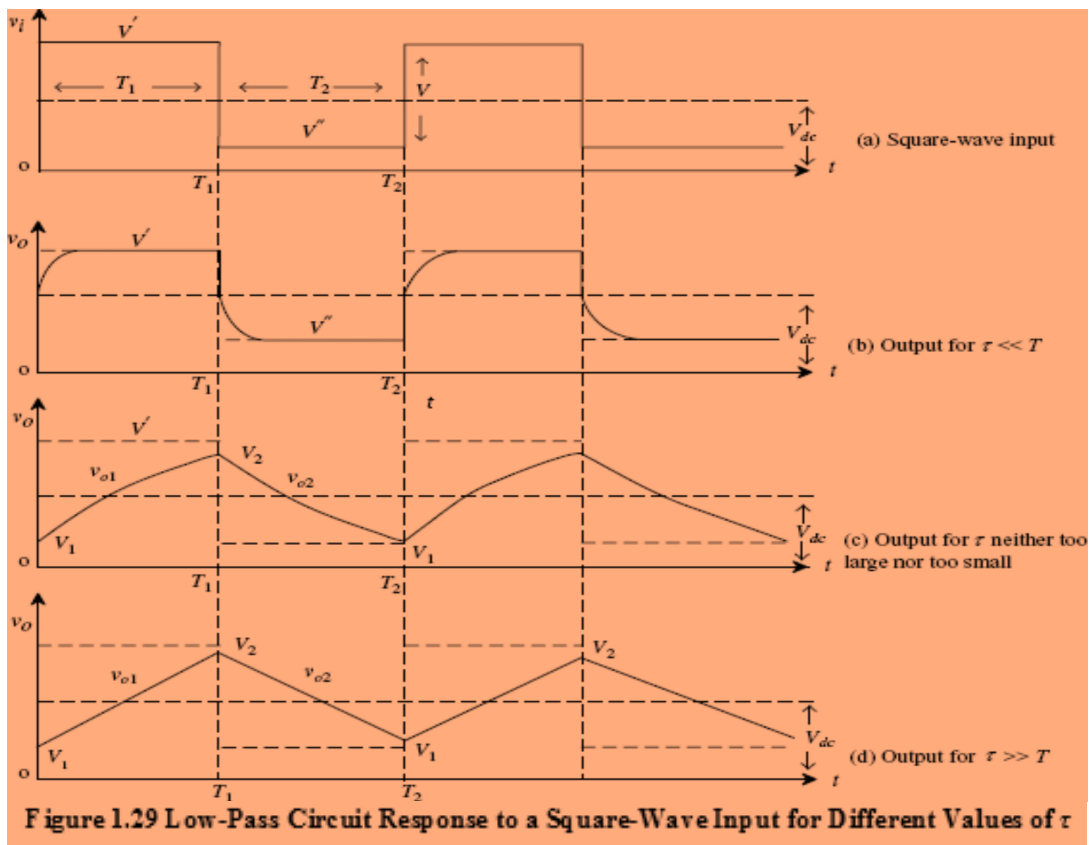 vi
V′
T1
T2
V
V″
Vdc
(a) Square-wave input
o
T1
T2
t
vo
V′
V″
Vdc
(b) Output for τ << T
o
T1
T2
t
t
vo
V′
V2
vo1
vo2
V1
V1
Vdc
(c) Output for τ neither too
large nor too small
o
t
T1
T2
vo
V2
V2
vo1
vo2
V1
V1
Vdc
(d) Output for τ >> T
o
t
T1
T2
Figure 1.29 Low-Pass Circuit Response to a Square-Wave Input for Different Values of τ